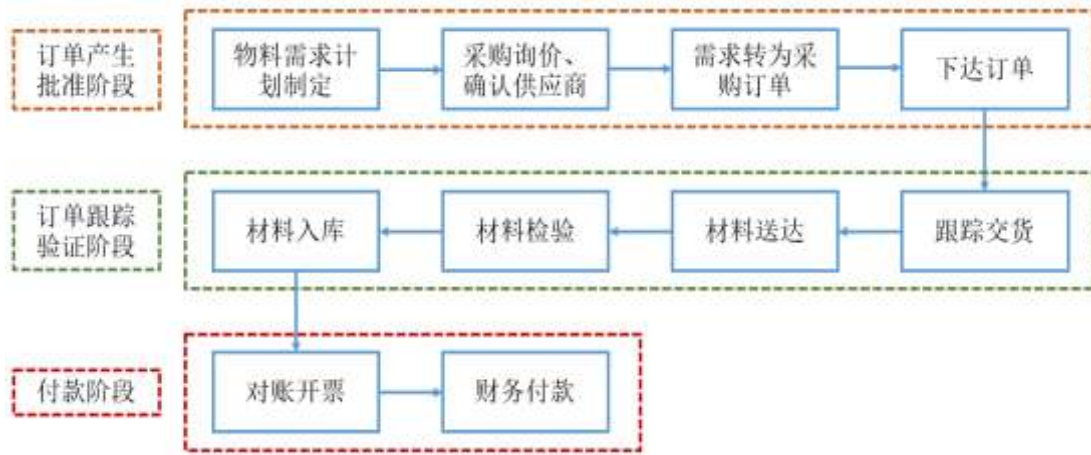 订单产生
批准阶段
物料需求计
划制定
采购询价、
确认供应商
需求转为采
购订单
下达订单
订单跟踪
验证阶段
材料入库
材料检验
材料送达
跟踪交货
付款阶段
对账开票
财务付款